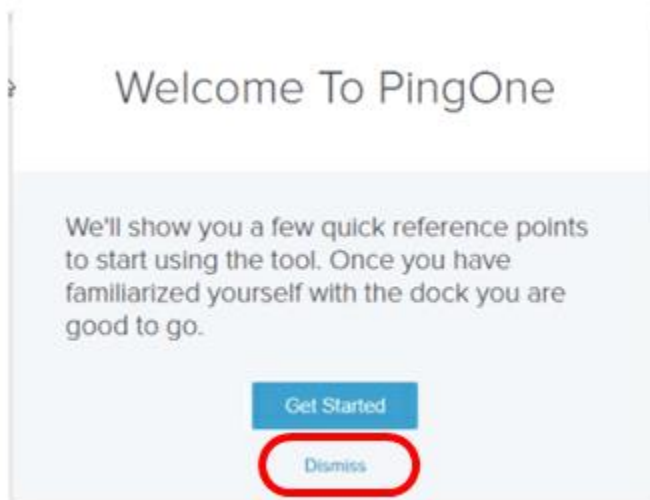 Welcome To PingOne
We'll show you a few quick reference points
to start using the tool. Once you have
familiarized yourself with the dock you are
good to go.
Get Started
Dismiss